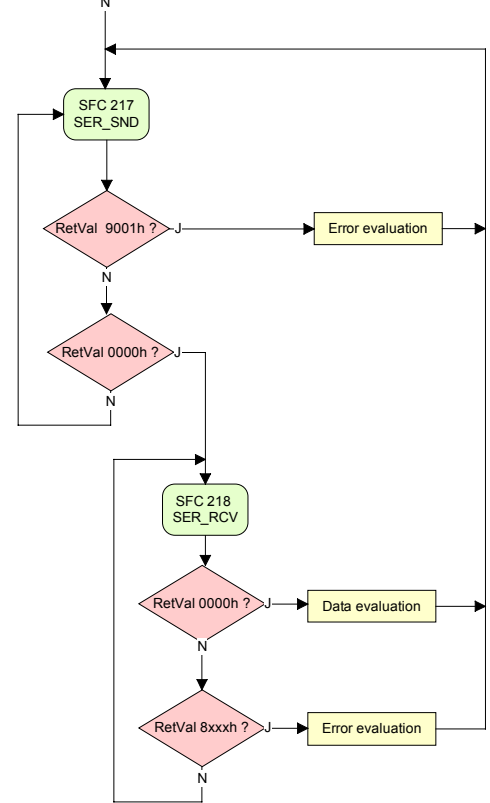 N
SFC 217
SER_SND
RetVal 9001h ?
J
Error evaluation
N
RetVal 0000h ?
J
N
SFC 218
SER_RCV
RetVal 0000h ?
J
Data evaluation
N
RetVal 8xxxh ?
J
Error evaluation
N